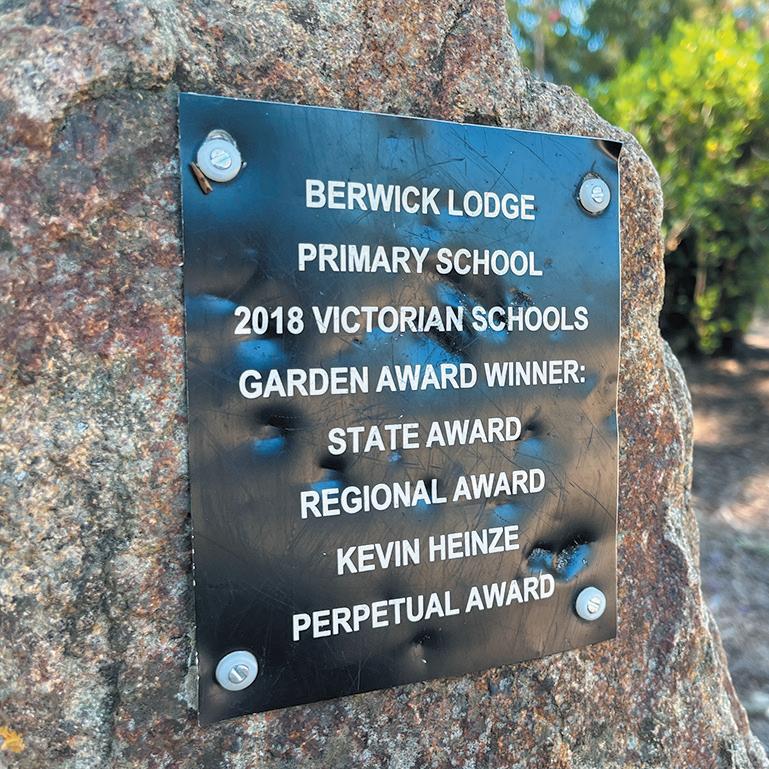 BERWICK LODGE
PRIMARY SCHOOL
2018 VICTORIAN SCHOOLS
GARDEN AWARD WINNER:
STATE AWARD
REGIONAL AWARD
KEVIN HEINZE
PERPETUAL AWARD